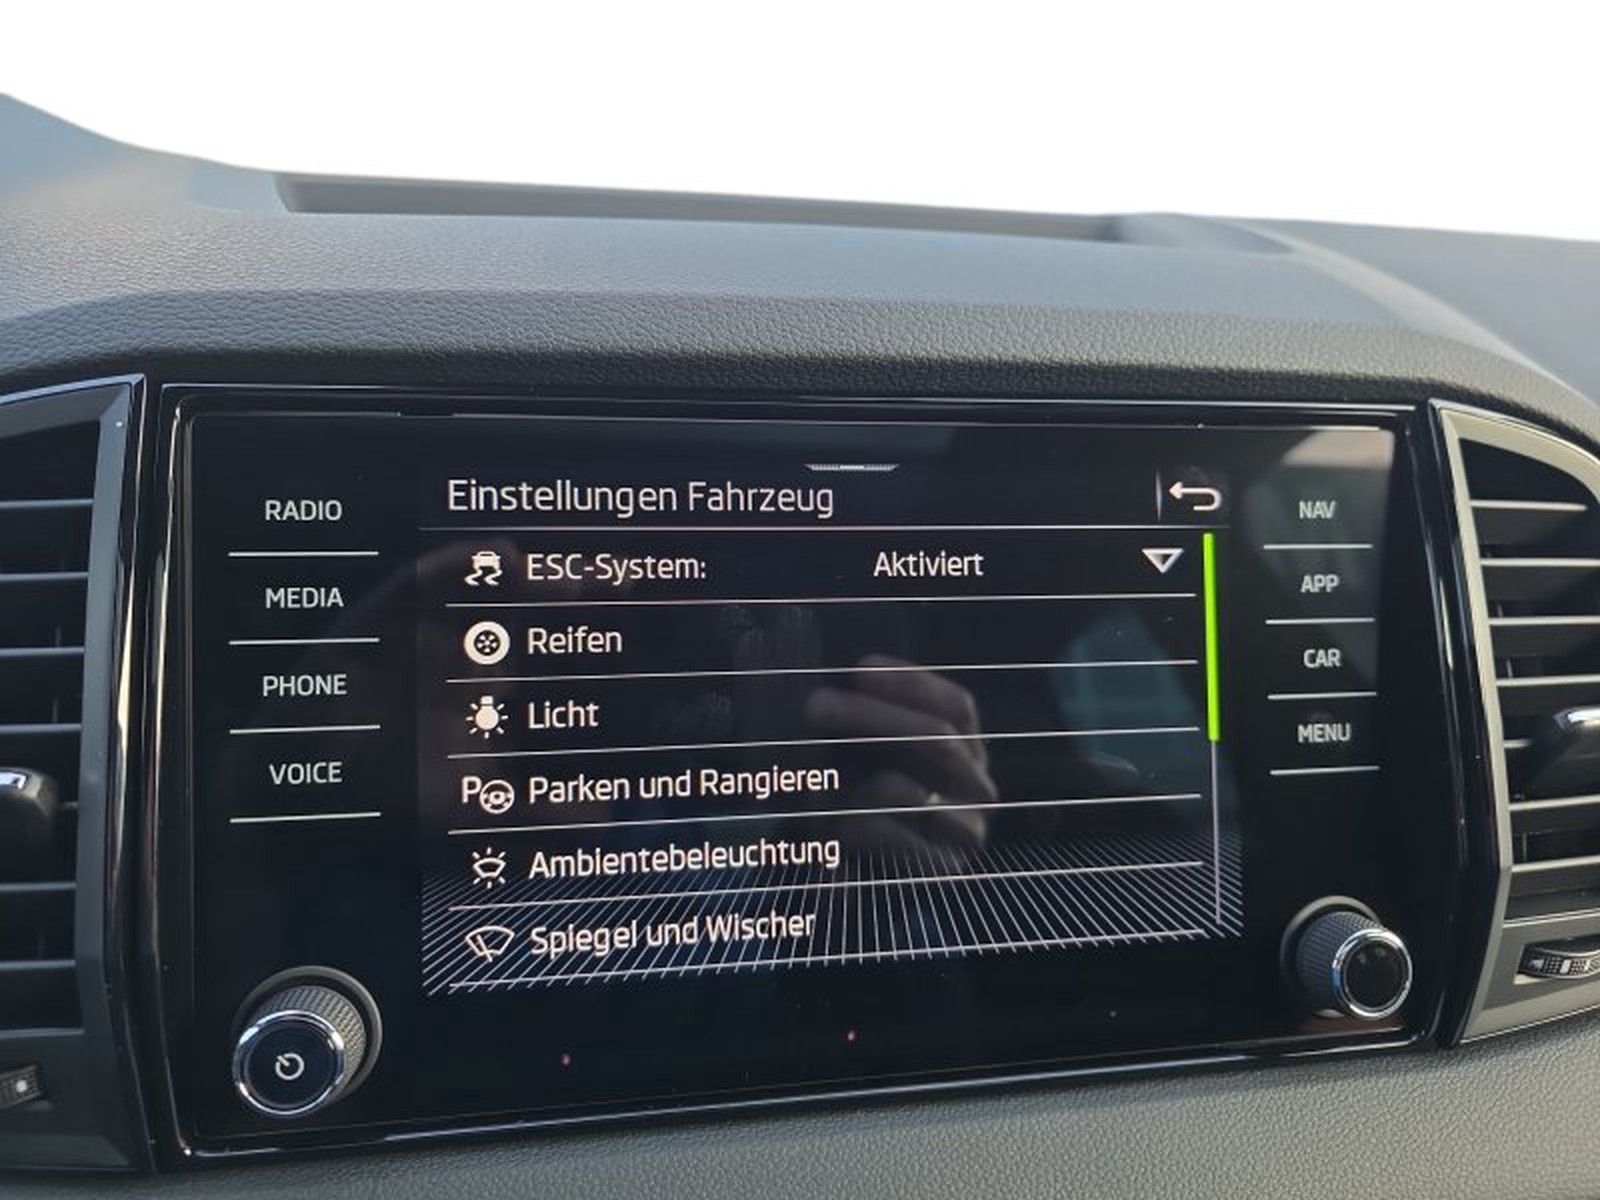 RADIO
MEDIA
PHONE
VOICE
Einstellungen Fahrzeug
ESC-System: Aktiviert
Reifen
Licht
P Parken und Rangieren
Ambientebeleuchtung
Spiegel und Wischer
NAV
APP
CAR
MENU